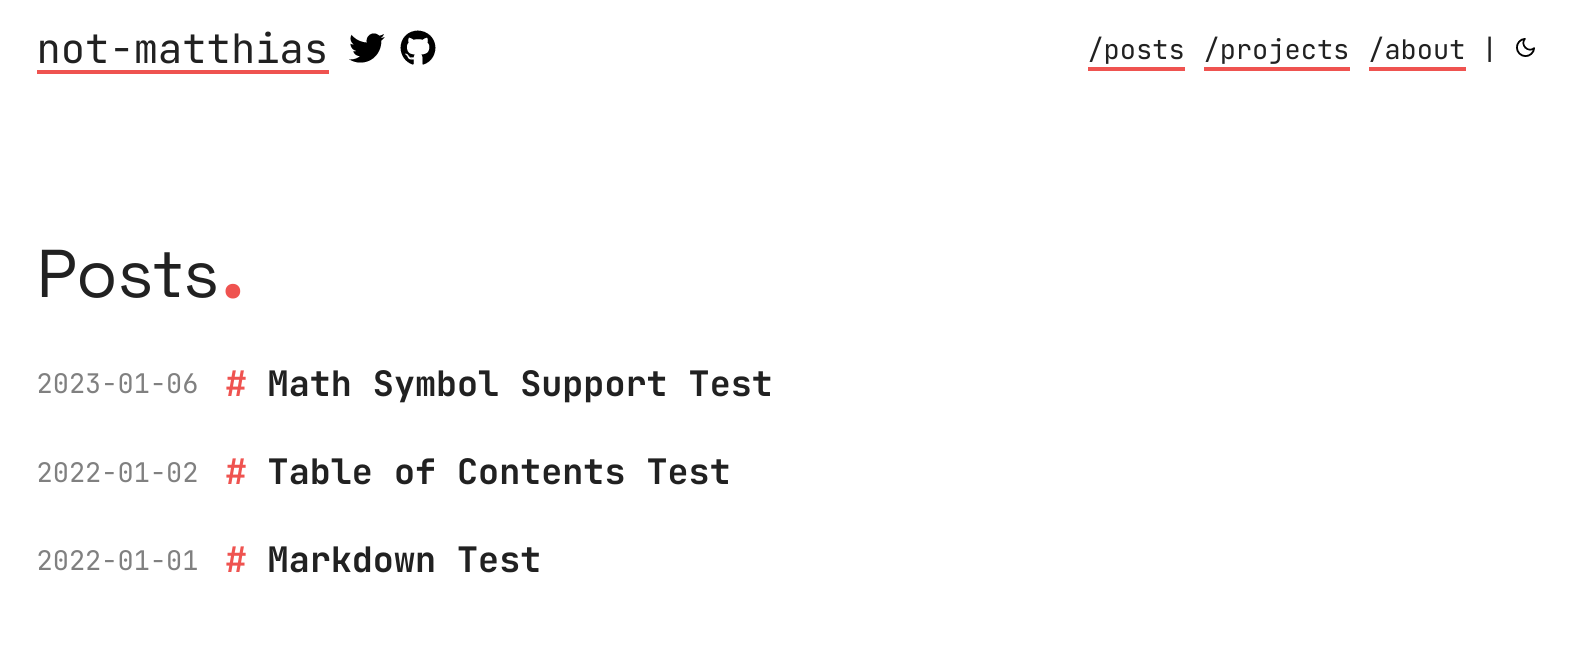 not-matthias /posts /projects /about |
Posts.
2023-01-06 # Math Symbol Support Test
2022-01-02 # Table of Contents Test
2022-01-01 # Markdown Test